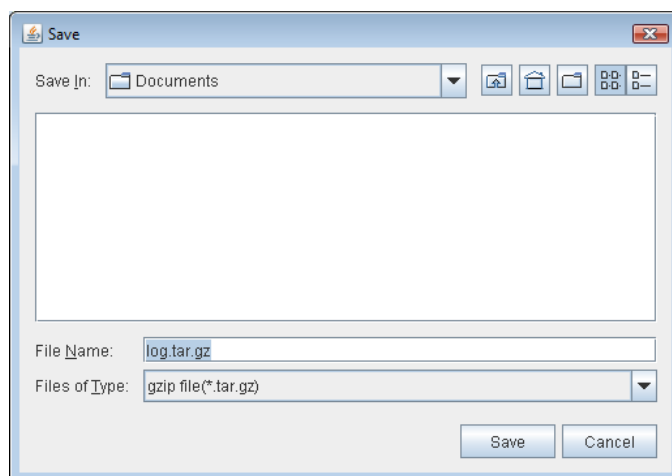 Save
Save In: Documents
File Name: log.tar.gz
Files of Type: gzip file(*.tar.gz)
Save Cancel